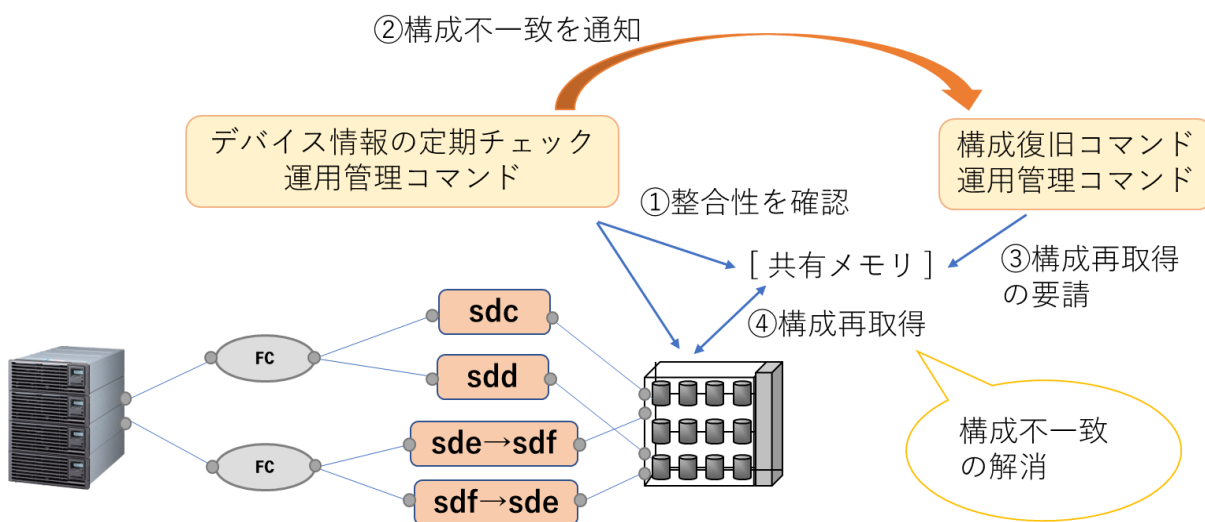 ②構成不一致を通知
デバイス情報の定期チェック
運用管理コマンド
構成復旧コマンド
運用管理コマンド
①整合性を確認
[ 共有メモリ ]
③構成再取得
の要請
④構成再取得
sdc
FC
sdd
sde→sdf
FC
sdf→sde
構成不一致
の解消